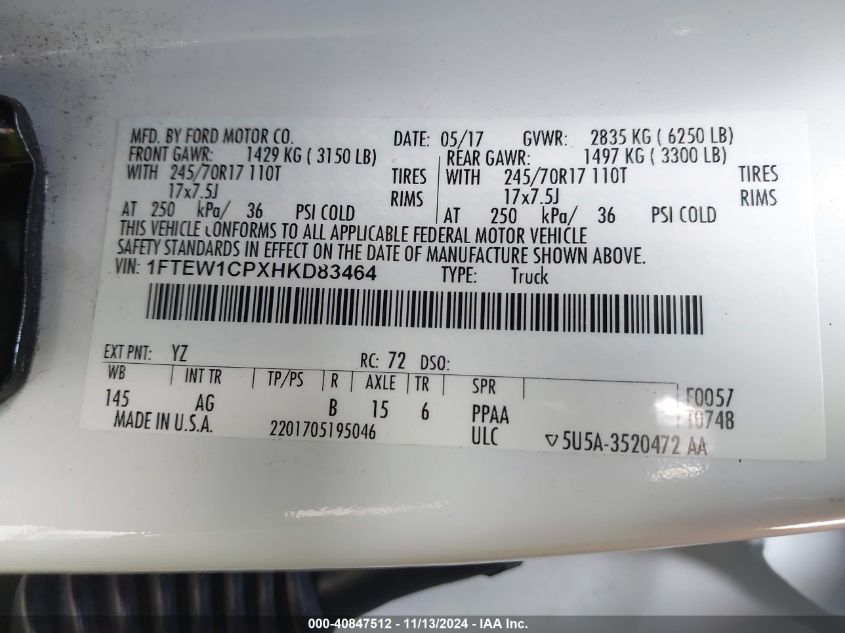 MFD. BY FORD MOTOR CO. DATE: 05/17 GVWR: 2835 KG ( 6250 LB)
FRONT GAWR: 1429 KG ( 3150 LB) REAR GAWR: 1497 KG ( 3300 LB)
WITH 245/70R17 110T TIRES WITH 245/70R17 110T TIRES
17x7.5J RIMS 17x7.5J RIMS
AT 250 kPa/ 36 PSI COLD AT 250 kPa/ 36 PSI COLD
THIS VEHICLE CONFORMS TO ALL APPLICABLE FEDERAL MOTOR VEHICLE
SAFETY STANDARDS IN EFFECT ON THE DATE OF MANUFACTURE SHOWN ABOVE.
VIN: 1FTEW1CPXHKD83464 TYPE: Truck
EXT PNT: YZ RC: 72 DSO:
WB INT TR TP/PS R AXLE TR SPR F0057
145 AG B 15 6 PPAA T0748
MADE IN U.S.A. 2201705195046 ULC ▽5U5A-3520472 AA
000-40847512 - 11/13/2024 - IAA Inc.